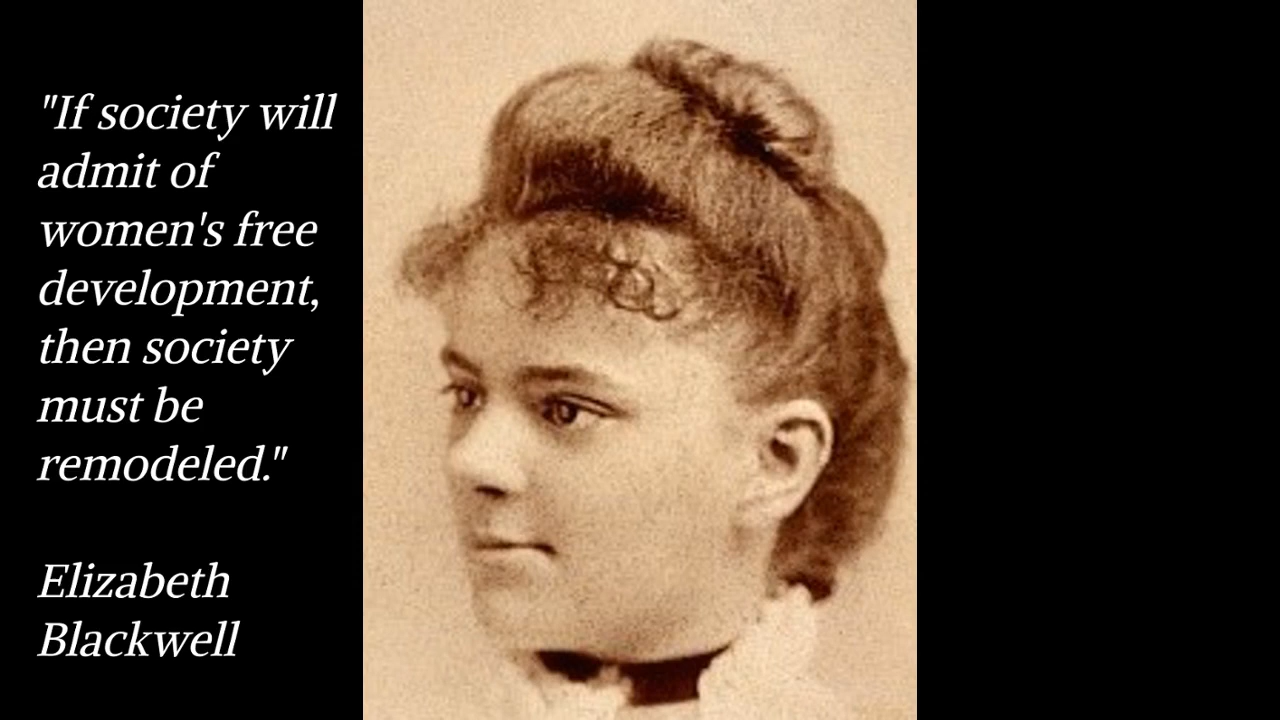 "If society will
admit of
women's free
development,
then society
must be
remodeled."
Elizabeth
Blackwell